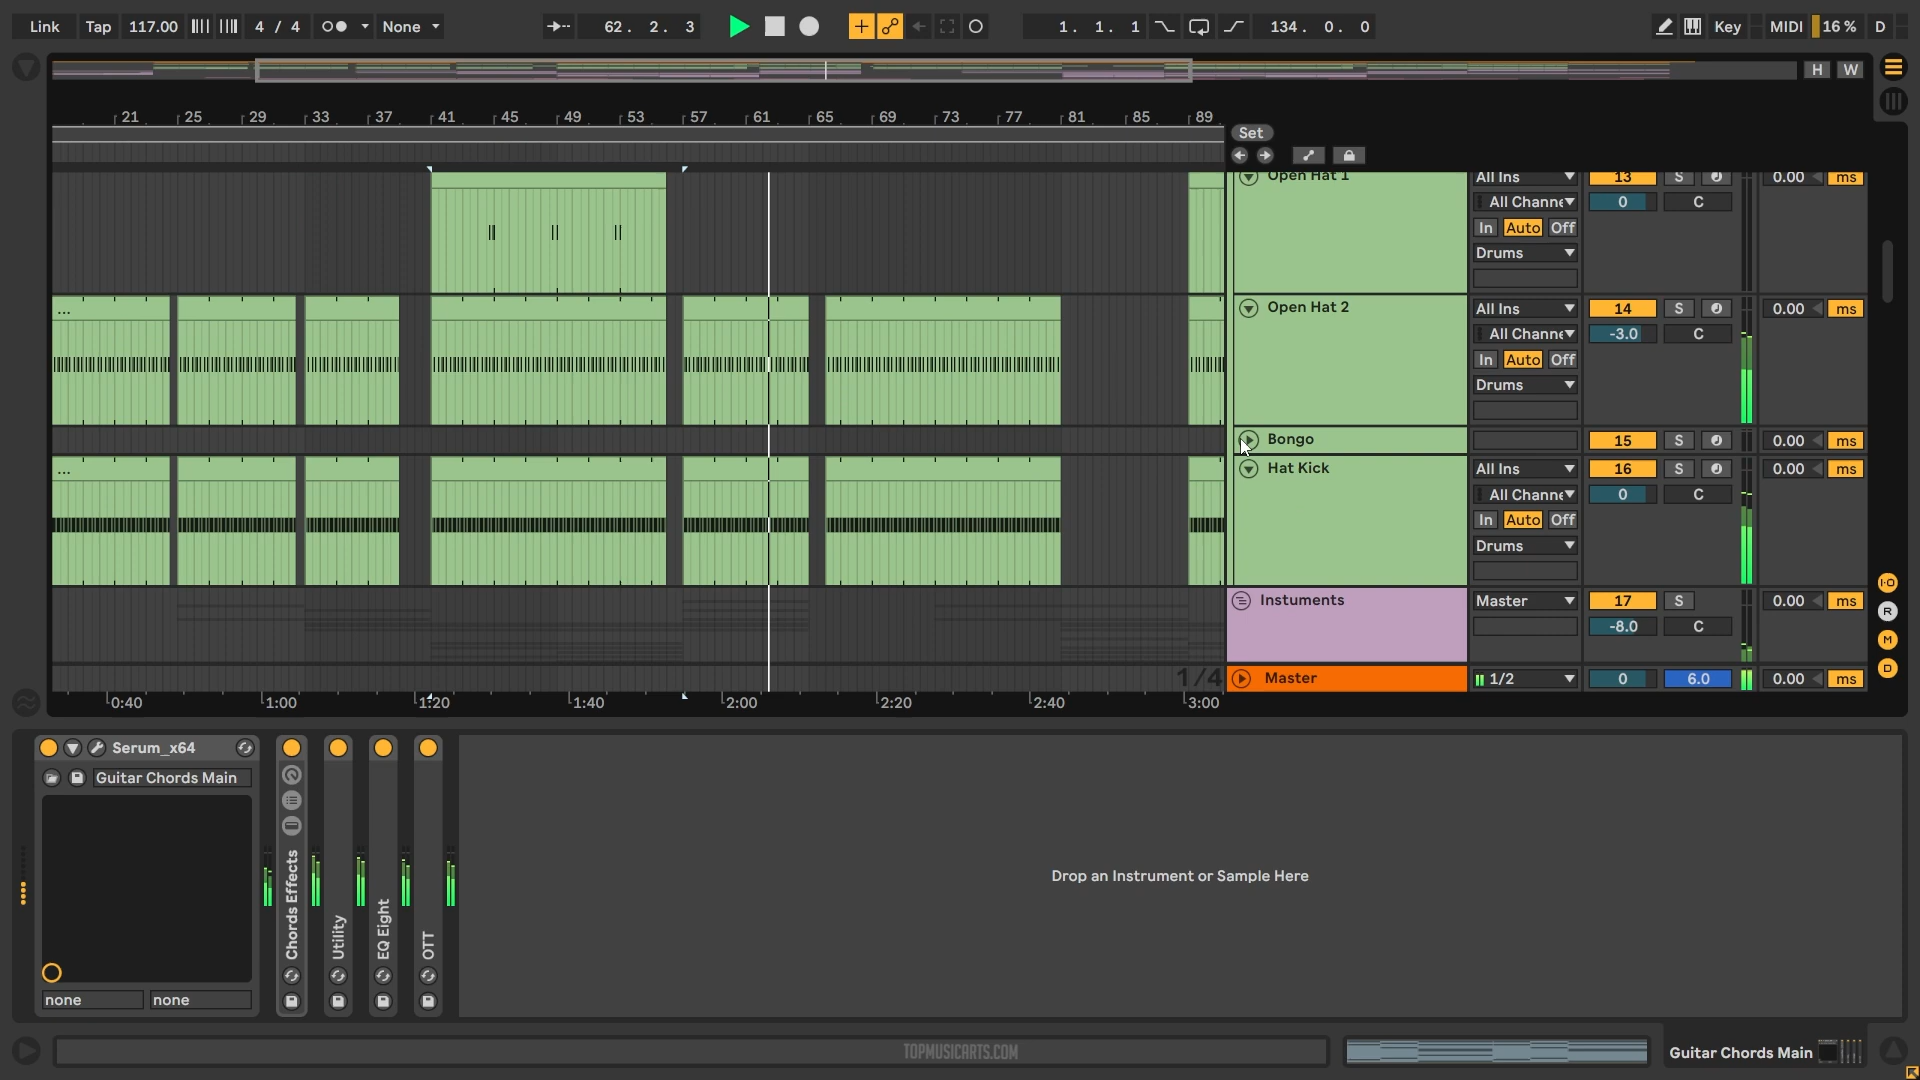 Link Tap 117.00 4 / 4 None 62. 2. 3 1. 1. 1 134. 0. 0 Key MIDI 16 % D
H W
21 25 29 33 37 41 45 49 53 57 61 65 69 73 77 81 85 89
Set
Open Hat 1 All Ins 13 S 0.00 ms
All Channe 0 C
In Auto Off
Drums
... Open Hat 2 All Ins 14 S 0.00 ms
All Channe -3.0 C
In Auto Off
Drums
Bongo 15 S 0.00 ms
... Hat Kick All Ins 16 S 0.00 ms
All Channe 0 C
In Auto Off
Drums
Instuments Master 17 S 0.00 ms
-8.0 C
1/4 Master 1/2 0 6.0 0.00 ms
0:40 1:00 1:20 1:40 2:00 2:20 2:40 3:00
I·O
R
M
D
Serum_x64
Guitar Chords Main
none none
Chords Effects
Utility
EQ Eight
OTT
Drop an Instrument or Sample Here
TOPMUSICARTS.COM
Guitar Chords Main